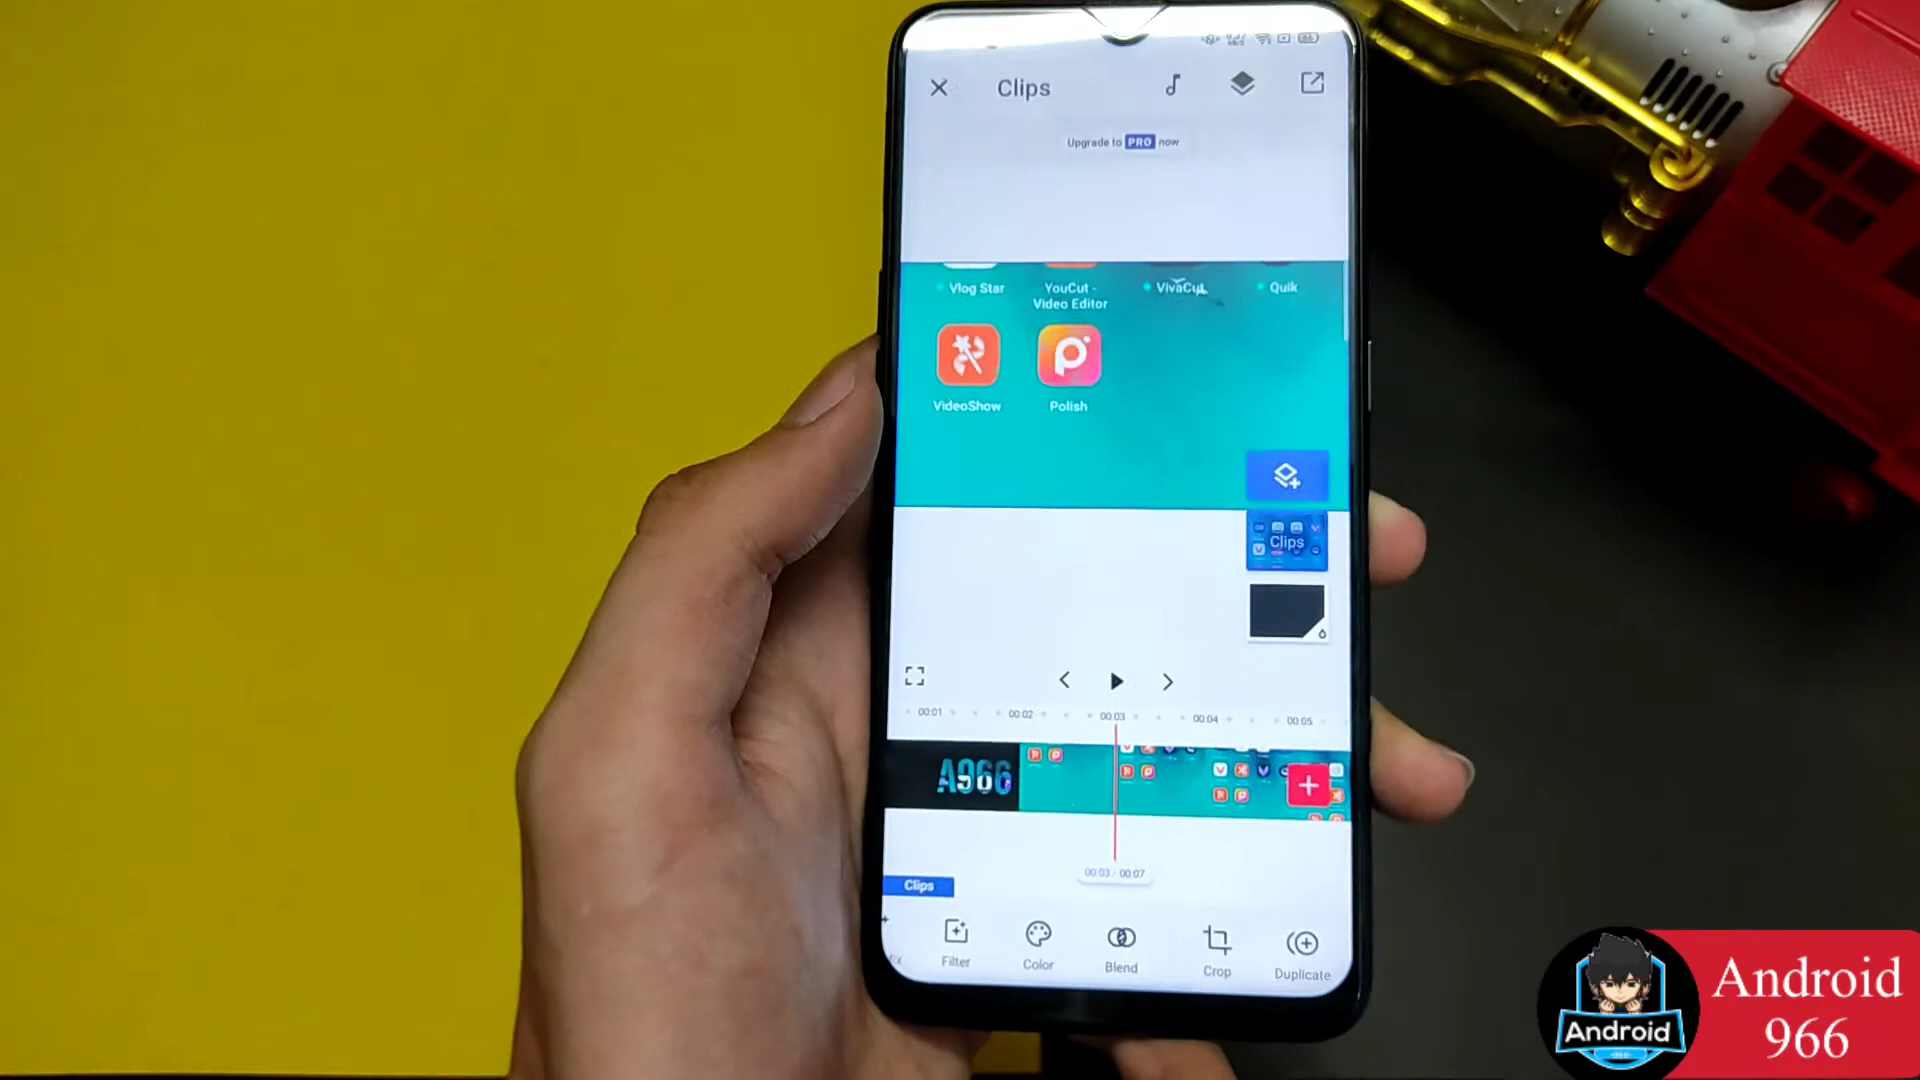 Clips
Upgrade to PRO now
Vlog Star
YouCut -
Video Editor
VivaCut
Quik
VideoShow
Polish
Clips
00:01
00:02
00:03
00:04
00:05
A966
00:03 / 00:07
Clips
Filter
Color
Blend
Crop
Duplicate
Android
966
Android